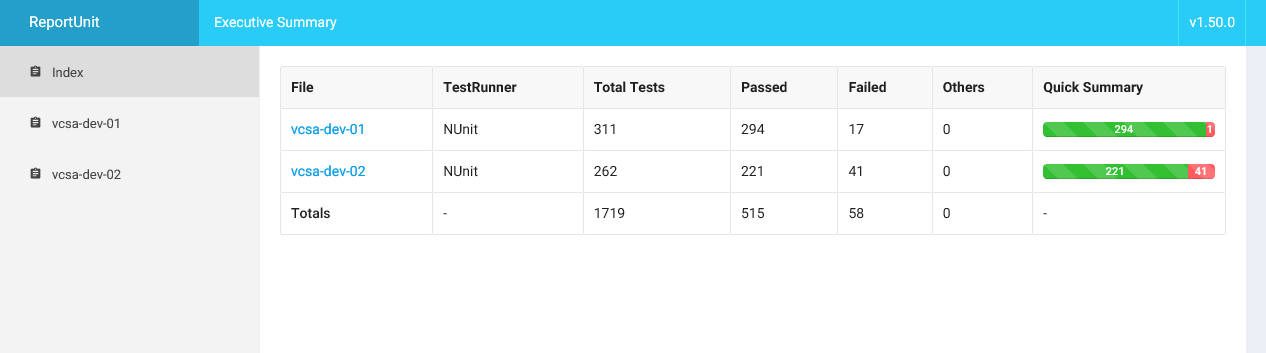 ReportUnit Executive Summary v1.50.0
Index
vcsa-dev-01
vcsa-dev-02
File TestRunner Total Tests Passed Failed Others Quick Summary
vcsa-dev-01 NUnit 311 294 17 0 294 1
vcsa-dev-02 NUnit 262 221 41 0 221 41
Totals - 1719 515 58 0 -